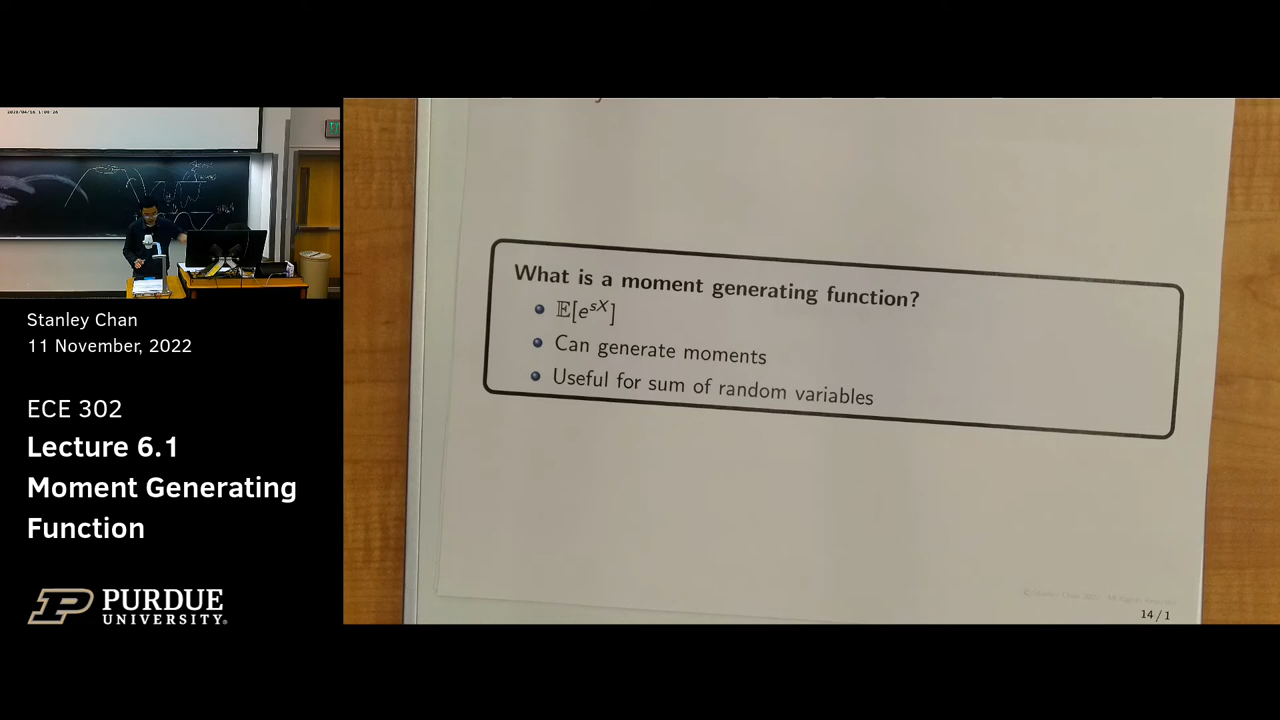 What is a moment generating function?
𝔼[e^{sX}]
Can generate moments
Useful for sum of random variables
14 / 1
Stanley Chan
11 November, 2022
ECE 302
Lecture 6.1
Moment Generating
Function
PURDUE
UNIVERSITY